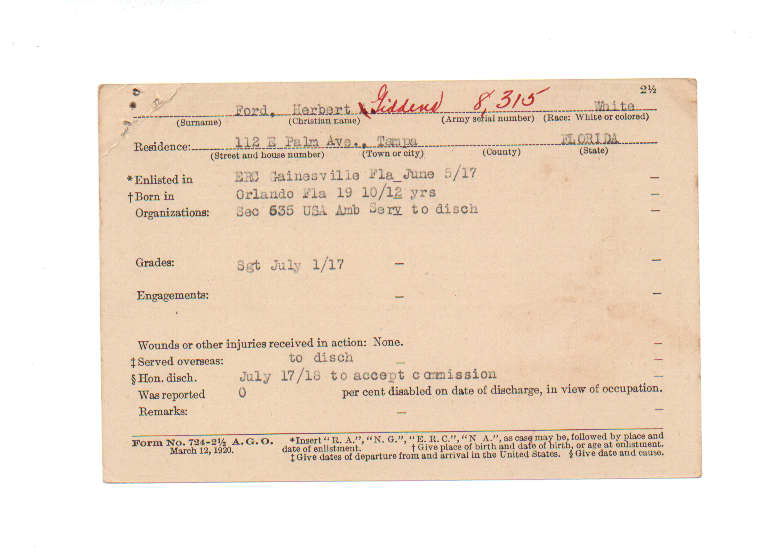 2½
Ford, Herbert Giddens 8,315 White
(Surname) (Christian name) (Army serial number) (Race: White or colored)
Residence: 112 E Palm Ave., Tampa FLORIDA
(Street and house number) (Town or city) (County) (State)
*Enlisted in ERC Gainesville Fla June 5/17 –
†Born in Orlando Fla 19 10/12 yrs –
Organizations: Sec 535 USA Amb Serv to disch –
Grades: Sgt July 1/17 – –
Engagements: – –
Wounds or other injuries received in action: None. –
‡Served overseas: to disch – –
§Hon. disch. July 17/18 to accept commission –
Was reported 0 per cent disabled on date of discharge, in view of occupation.
Remarks: – –
Form No. 724-2½ A.G.O. *Insert "R. A.", "N. G.", "E. R. C.", "N A.", as case may be, followed by place and
March 12, 1920. date of enlistment. †Give place of birth and date of birth, or age at enlistment.
‡Give dates of departure from and arrival in the United States. §Give date and cause.